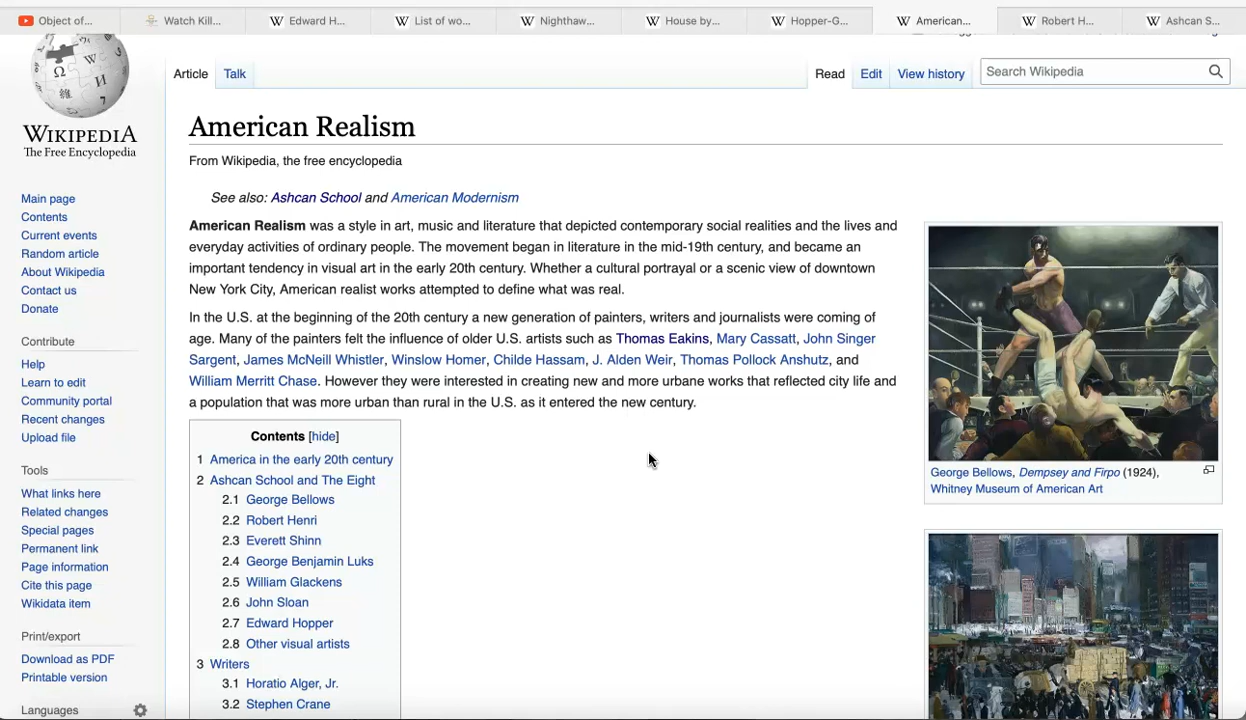 Object of...
Watch Kill...
Edward H...
List of wo...
Nighthaw...
House by...
Hopper-G...
American...
Robert H...
Ashcan S...
WIKIPEDIA
The Free Encyclopedia
Article
Talk
Read
Edit
View history
Search Wikipedia
Main page
Contents
Current events
Random article
About Wikipedia
Contact us
Donate
Contribute
Help
Learn to edit
Community portal
Recent changes
Upload file
Tools
What links here
Related changes
Special pages
Permanent link
Page information
Cite this page
Wikidata item
Print/export
Download as PDF
Printable version
Languages
American Realism
From Wikipedia, the free encyclopedia
See also: Ashcan School and American Modernism
American Realism was a style in art, music and literature that depicted contemporary social realities and the lives and
everyday activities of ordinary people. The movement began in literature in the mid-19th century, and became an
important tendency in visual art in the early 20th century. Whether a cultural portrayal or a scenic view of downtown
New York City, American realist works attempted to define what was real.
In the U.S. at the beginning of the 20th century a new generation of painters, writers and journalists were coming of
age. Many of the painters felt the influence of older U.S. artists such as Thomas Eakins, Mary Cassatt, John Singer
Sargent, James McNeill Whistler, Winslow Homer, Childe Hassam, J. Alden Weir, Thomas Pollock Anshutz, and
William Merritt Chase. However they were interested in creating new and more urbane works that reflected city life and
a population that was more urban than rural in the U.S. as it entered the new century.
Contents [hide]
1 America in the early 20th century
2 Ashcan School and The Eight
2.1 George Bellows
2.2 Robert Henri
2.3 Everett Shinn
2.4 George Benjamin Luks
2.5 William Glackens
2.6 John Sloan
2.7 Edward Hopper
2.8 Other visual artists
3 Writers
3.1 Horatio Alger, Jr.
3.2 Stephen Crane
George Bellows, Dempsey and Firpo (1924),
Whitney Museum of American Art